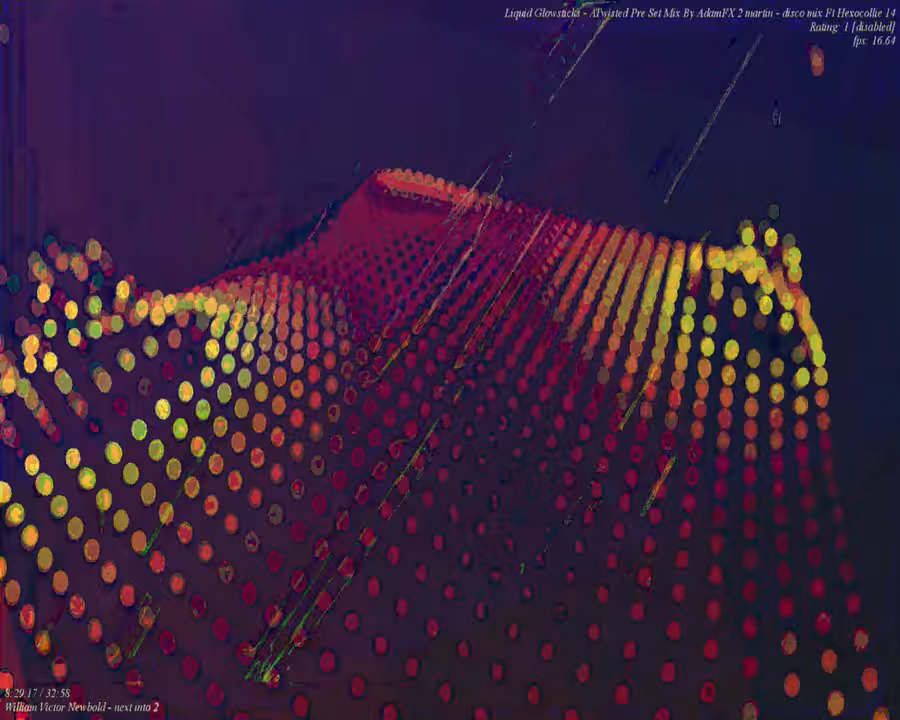 Liquid Glowsticks - ATwisted Pre Set Mix By AdamFX 2 martin - disco mix Ft Hexocollie 14
Rating: 1 [disabled]
fps: 16.64
8:29.17 / 32:58
William Victor Newbold - next into 2